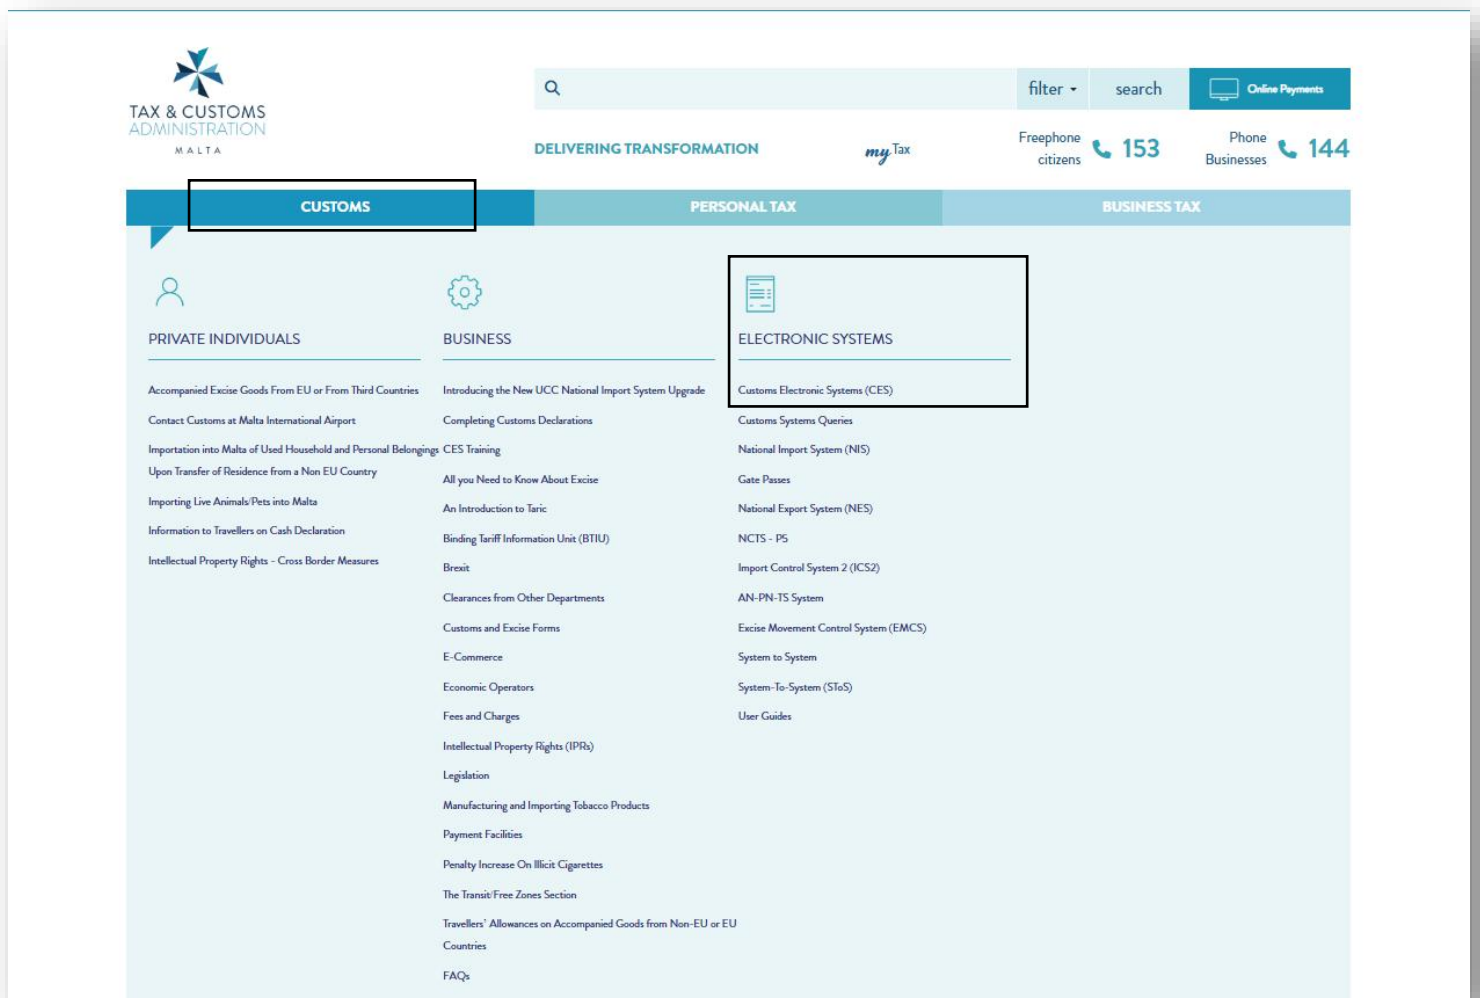 TAX & CUSTOMS
ADMINISTRATION
MALTA
filter
search
Online Payments
DELIVERING TRANSFORMATION
my Tax
Freephone
citizens
153
Phone
Businesses
144
CUSTOMS
PERSONAL TAX
BUSINESS TAX
PRIVATE INDIVIDUALS
Accompanied Excise Goods From EU or From Third Countries
Contact Customs at Malta International Airport
Importation into Malta of Used Household and Personal Belongings
Upon Transfer of Residence from a Non EU Country
Importing Live Animals/Pets into Malta
Information to Travellers on Cash Declaration
Intellectual Property Rights - Cross Border Measures
BUSINESS
Introducing the New UCC National Import System Upgrade
Completing Customs Declarations
CES Training
All you Need to Know About Excise
An Introduction to Taric
Binding Tariff Information Unit (BTIU)
Brexit
Clearances from Other Departments
Customs and Excise Forms
E-Commerce
Economic Operators
Fees and Charges
Intellectual Property Rights (IPRs)
Legislation
Manufacturing and Importing Tobacco Products
Payment Facilities
Penalty Increase On Illicit Cigarettes
The Transit/Free Zones Section
Travellers' Allowances on Accompanied Goods from Non-EU or EU
Countries
FAQs
ELECTRONIC SYSTEMS
Customs Electronic Systems (CES)
Customs Systems Queries
National Import System (NIS)
Gate Passes
National Export System (NES)
NCTS - P5
Import Control System 2 (ICS2)
AN-PN-TS System
Excise Movement Control System (EMCS)
System to System
System-To-System (SToS)
User Guides